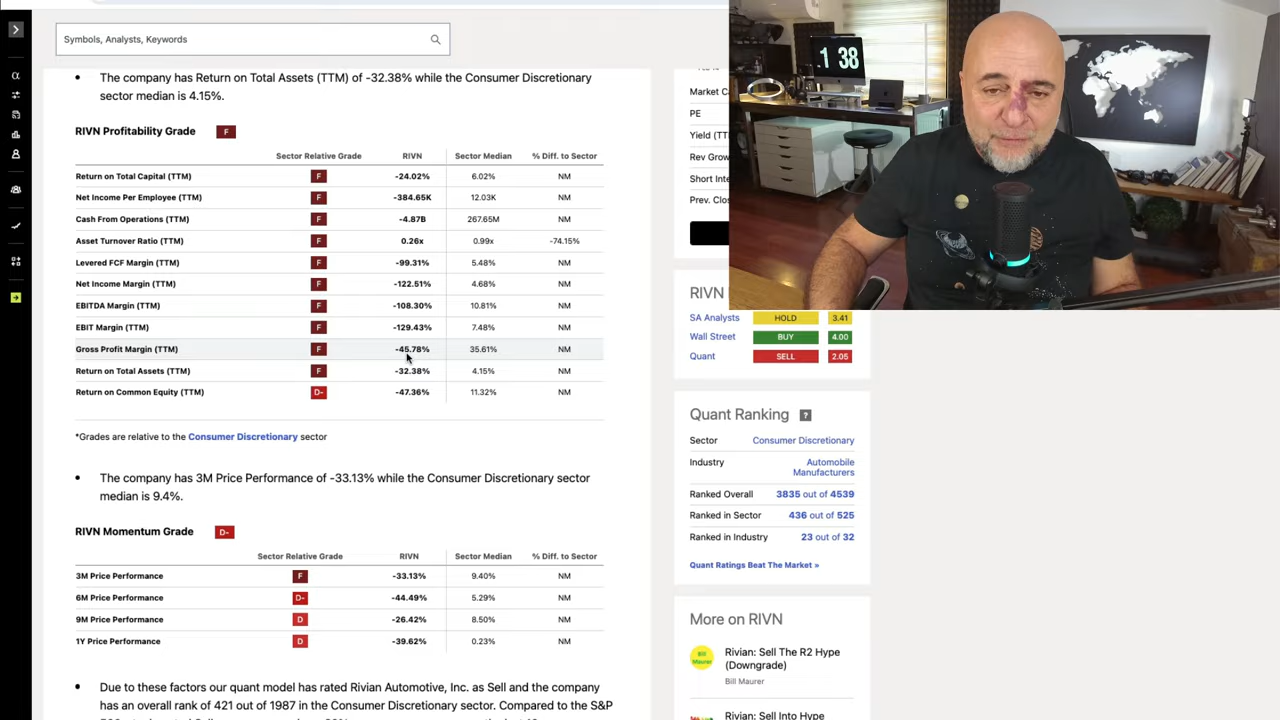 Symbols, Analysts, Keywords
1 38
The company has Return on Total Assets (TTM) of -32.38% while the Consumer Discretionary
sector median is 4.15%.
RIVN Profitability Grade F
Sector Relative Grade RIVN Sector Median % Diff. to Sector
Return on Total Capital (TTM) F -24.02% 6.02% NM
Net Income Per Employee (TTM) F -384.65K 12.03K NM
Cash From Operations (TTM) F -4.87B 267.65M NM
Asset Turnover Ratio (TTM) F 0.26x 0.99x -74.15%
Levered FCF Margin (TTM) F -99.31% 5.48% NM
Net Income Margin (TTM) F -122.51% 4.68% NM
EBITDA Margin (TTM) F -108.30% 10.81% NM
EBIT Margin (TTM) F -129.43% 7.48% NM
Gross Profit Margin (TTM) F -45.78% 35.61% NM
Return on Total Assets (TTM) F -32.38% 4.15% NM
Return on Common Equity (TTM) D- -47.36% 11.32% NM
*Grades are relative to the Consumer Discretionary sector
The company has 3M Price Performance of -33.13% while the Consumer Discretionary sector
median is 9.4%.
RIVN Momentum Grade D-
Sector Relative Grade RIVN Sector Median % Diff. to Sector
3M Price Performance F -33.13% 9.40% NM
6M Price Performance D- -44.49% 5.29% NM
9M Price Performance D -26.42% 8.50% NM
1Y Price Performance D -39.62% 0.23% NM
Due to these factors our quant model has rated Rivian Automotive, Inc. as Sell and the company
has an overall rank of 421 out of 1987 in the Consumer Discretionary sector. Compared to the S&P
Market C
PE
Yield (TT
Rev Grow
Short Inte
Prev. Clos
RIVN
SA Analysts HOLD 3.41
Wall Street BUY 4.00
Quant SELL 2.05
Quant Ranking ?
Sector Consumer Discretionary
Industry Automobile
Manufacturers
Ranked Overall 3835 out of 4539
Ranked in Sector 436 out of 525
Ranked in Industry 23 out of 32
Quant Ratings Beat The Market »
More on RIVN
Bill
Maurer
Rivian: Sell The R2 Hype
(Downgrade)
Bill Maurer
Rivian: Sell Into Hype